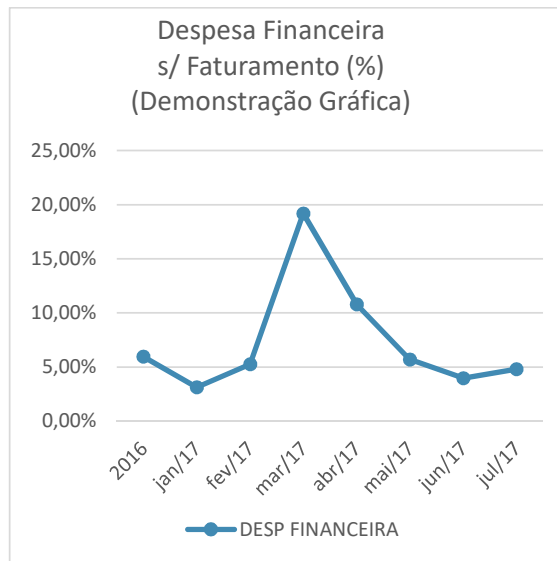 Despesa Financeira
s/ Faturamento (%)
(Demonstração Gráfica)
25,00%
20,00%
15,00%
10,00%
5,00%
0,00%
2016
jan/17
fev/17
mar/17
abr/17
mai/17
jun/17
jul/17
DESP FINANCEIRA